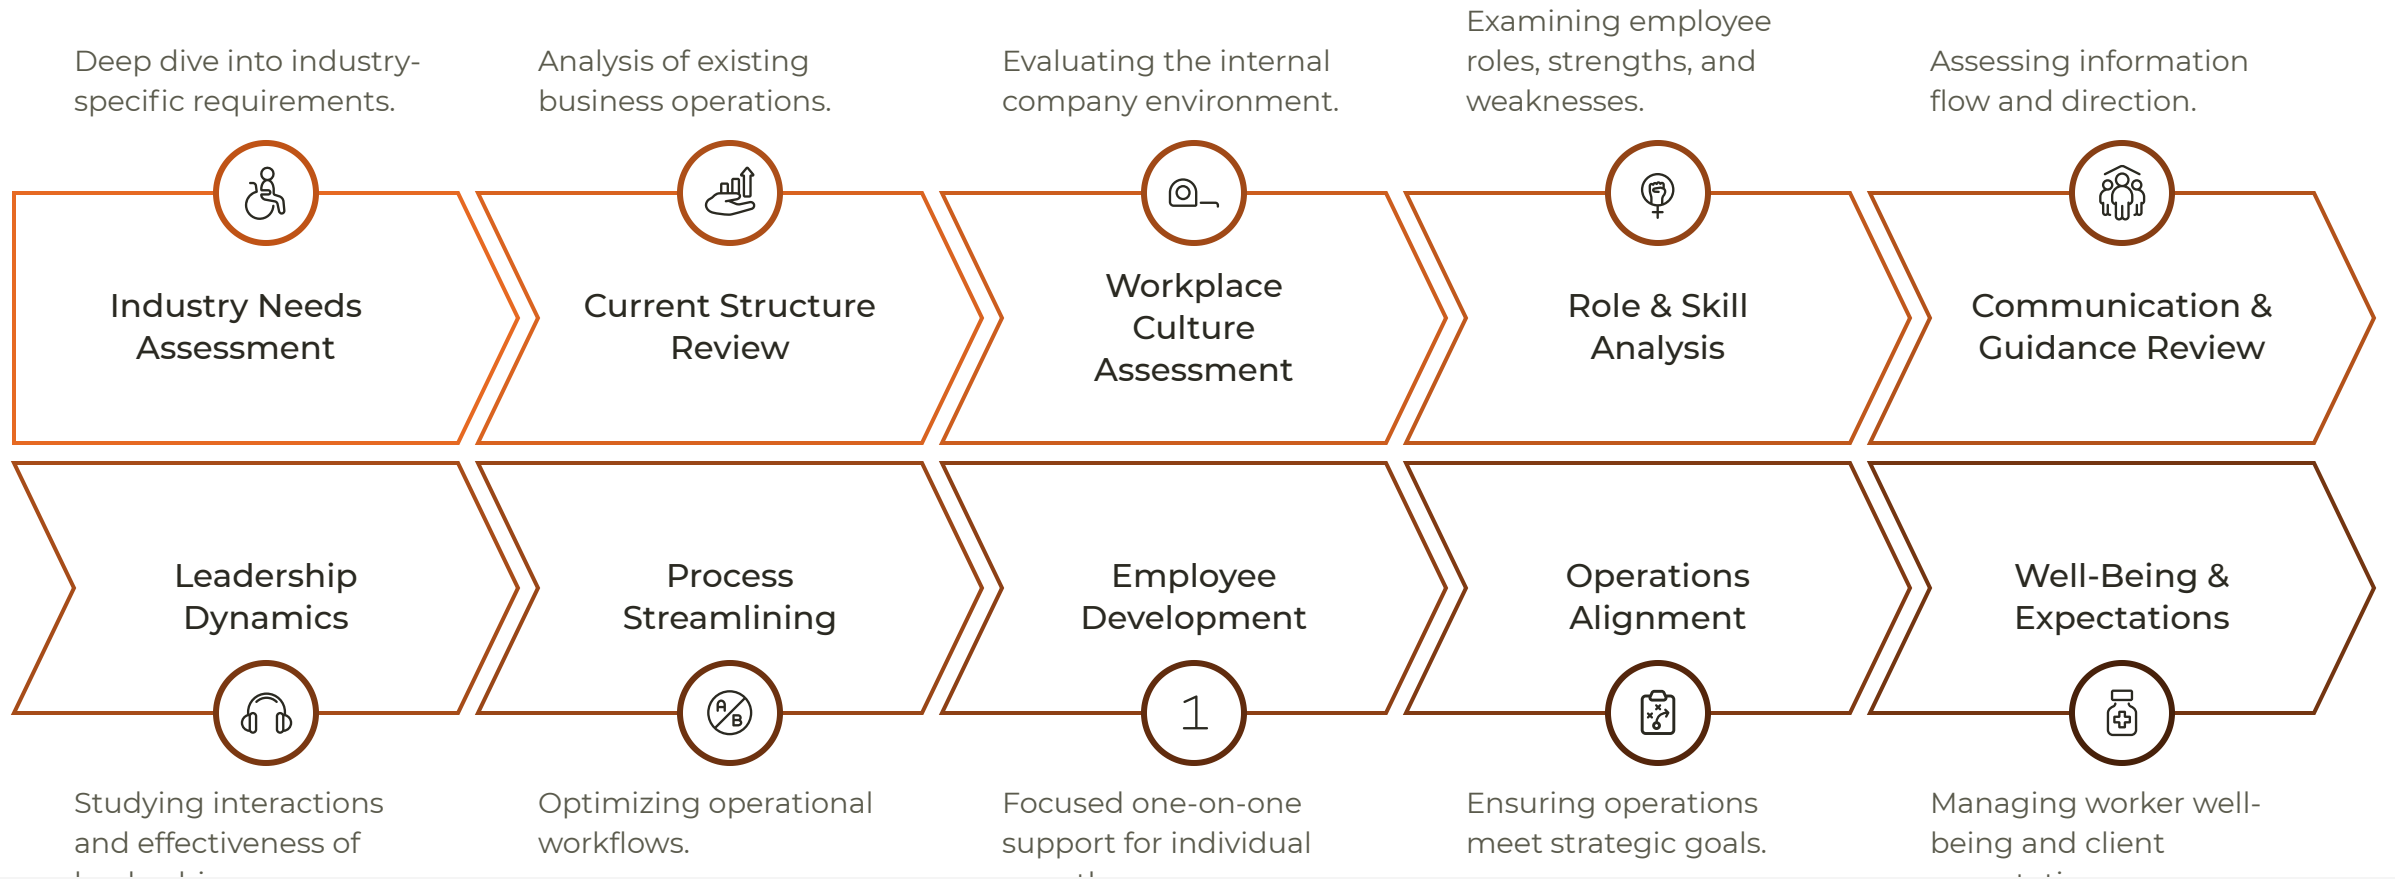 Deep dive into industry-
specific requirements.
Analysis of existing
business operations.
Evaluating the internal
company environment.
Examining employee
roles, strengths, and
weaknesses.
Assessing information
flow and direction.
Industry Needs
Assessment
Current Structure
Review
Workplace
Culture
Assessment
Role & Skill
Analysis
Communication &
Guidance Review
Leadership
Dynamics
Process
Streamlining
A
B
Employee
Development
1
Operations
Alignment
Well-Being &
Expectations
Studying interactions
and effectiveness of
Optimizing operational
workflows.
Focused one-on-one
support for individual
Ensuring operations
meet strategic goals.
Managing worker well-
being and client